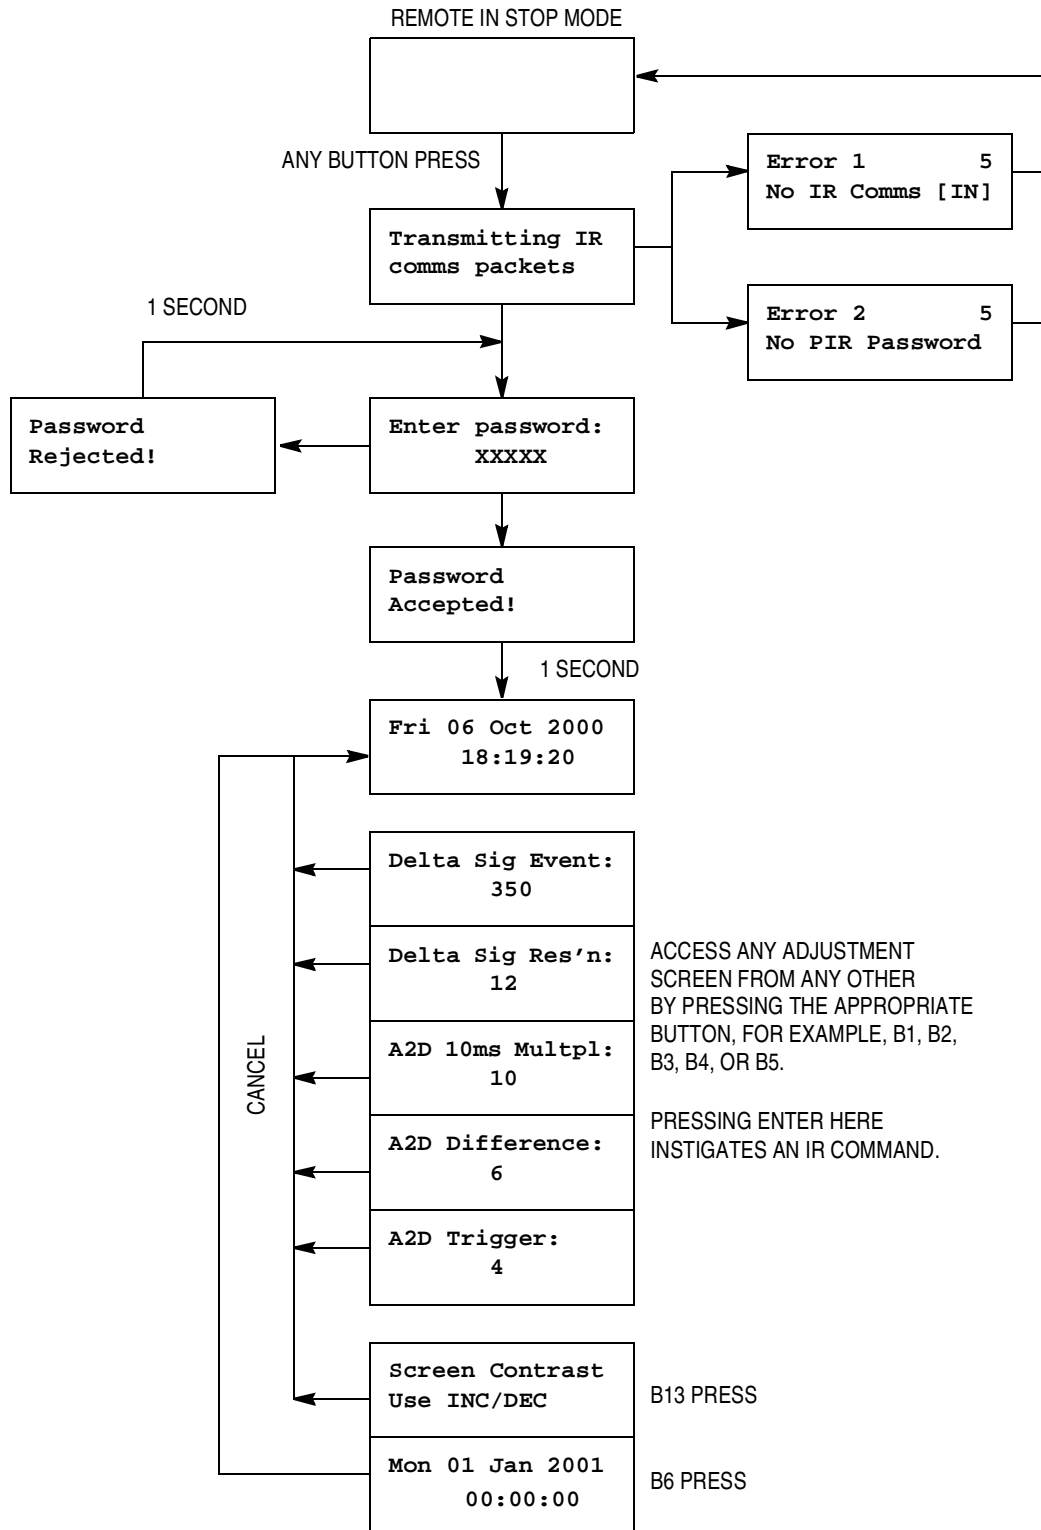 REMOTE IN STOP MODE
ANY BUTTON PRESS
Error 1 5
No IR Comms [IN]
Transmitting IR
comms packets
Error 2 5
No PIR Password
1 SECOND
Password
Rejected!
Enter password:
XXXXX
Password
Accepted!
1 SECOND
Fri 06 Oct 2000
18:19:20
CANCEL
Delta Sig Event:
350
Delta Sig Res’n:
12
A2D 10ms Multpl:
10
A2D Difference:
6
A2D Trigger:
4
ACCESS ANY ADJUSTMENT
SCREEN FROM ANY OTHER
BY PRESSING THE APPROPRIATE
BUTTON, FOR EXAMPLE, B1, B2,
B3, B4, OR B5.
PRESSING ENTER HERE
INSTIGATES AN IR COMMAND.
Screen Contrast
Use INC/DEC
B13 PRESS
Mon 01 Jan 2001
00:00:00
B6 PRESS